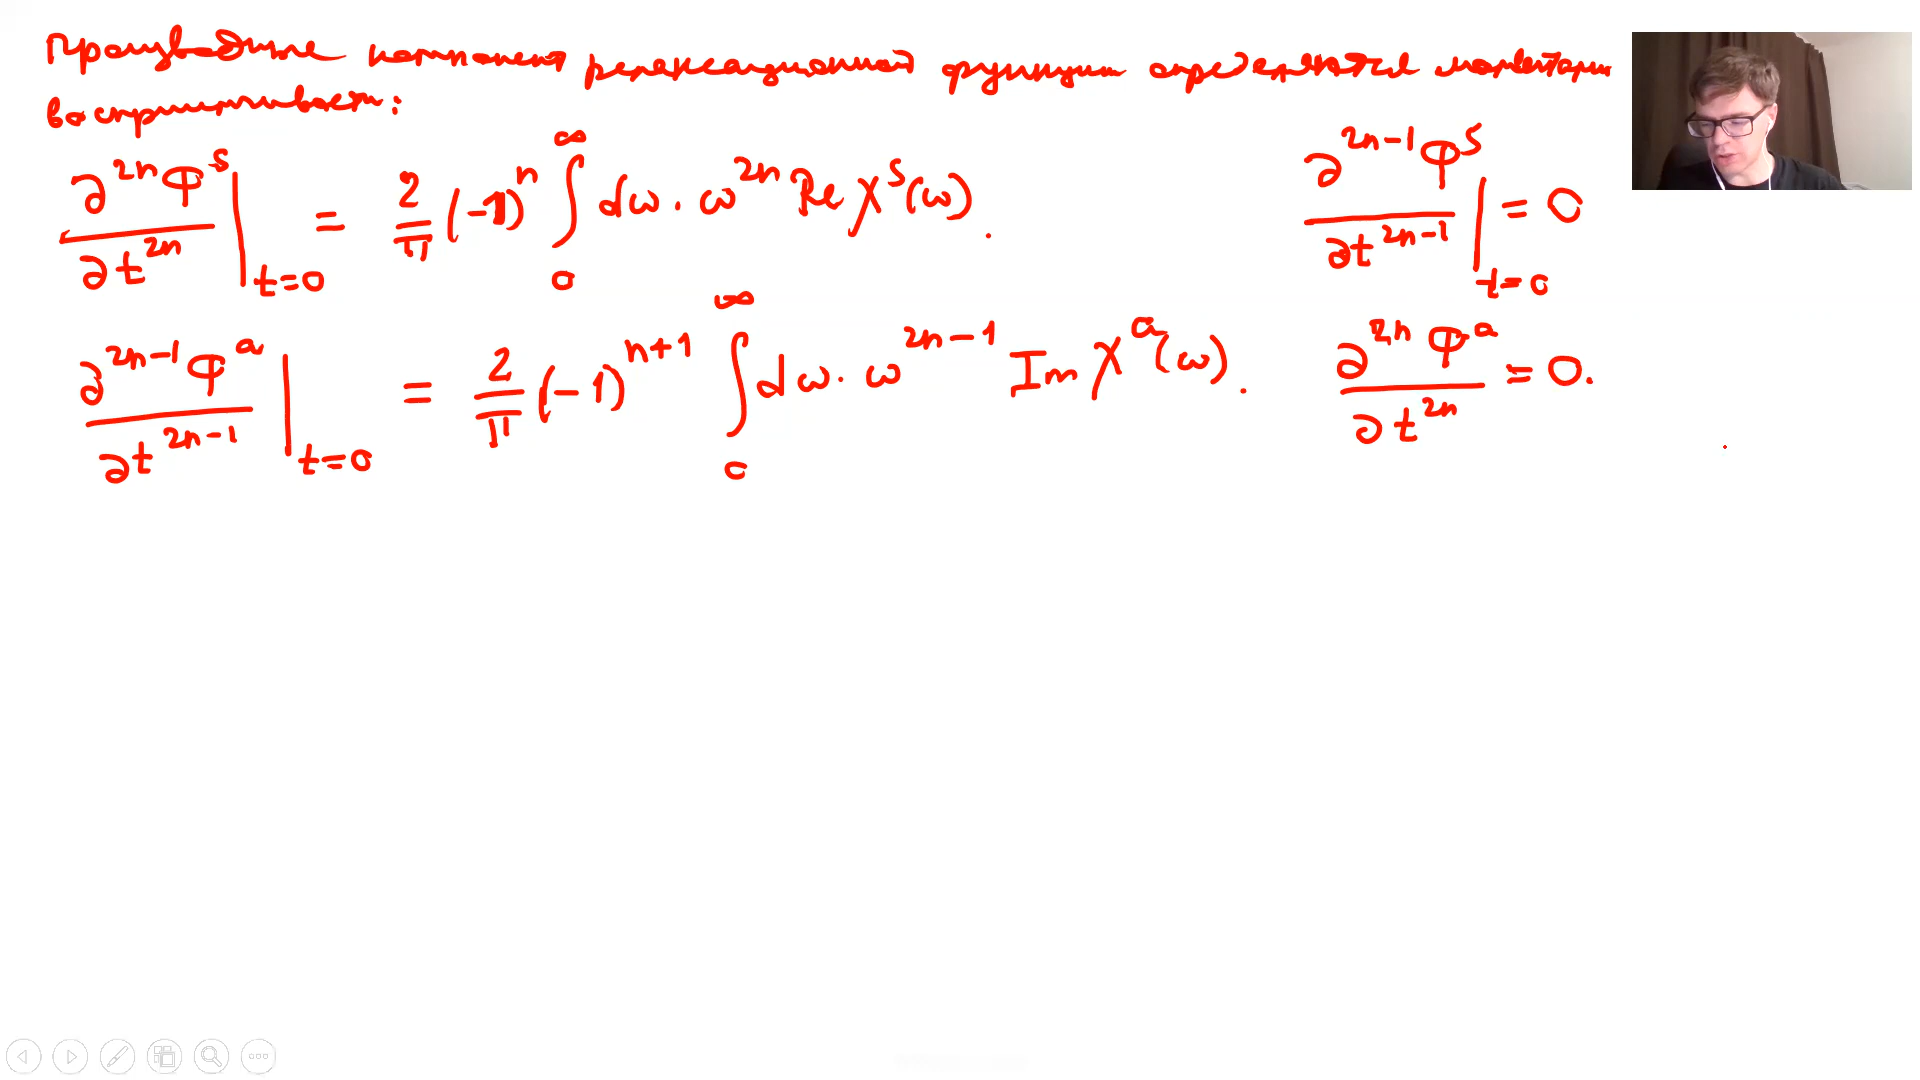 Производные компонент релаксационной функции определяются моментами
восприимчивости:
∂^{2n}Φ^s / ∂t^{2n} |_{t=0} = 2/π (-1)^n ∫_0^∞ dω · ω^{2n} Re χ^s(ω). ∂^{2n-1}Φ^s / ∂t^{2n-1} |_{t=0} = 0
∂^{2n-1}Φ^a / ∂t^{2n-1} |_{t=0} = 2/π (-1)^{n+1} ∫_0^∞ dω · ω^{2n-1} Im χ^a(ω). ∂^{2n}Φ^a / ∂t^{2n} = 0.